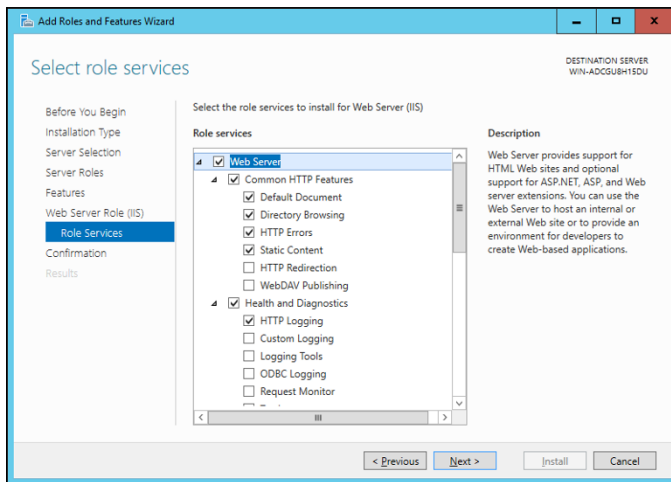 Add Roles and Features Wizard
Select role services
DESTINATION SERVER
WIN-ADCGU8H15DU
Before You Begin
Installation Type
Server Selection
Server Roles
Features
Web Server Role (IIS)
Role Services
Confirmation
Results
Select the role services to install for Web Server (IIS)
Role services
Web Server
Common HTTP Features
Default Document
Directory Browsing
HTTP Errors
Static Content
HTTP Redirection
WebDAV Publishing
Health and Diagnostics
HTTP Logging
Custom Logging
Logging Tools
ODBC Logging
Request Monitor
Description
Web Server provides support for
HTML Web sites and optional
support for ASP.NET, ASP, and Web
server extensions. You can use the
Web Server to host an internal or
external Web site or to provide an
environment for developers to
create Web-based applications.
< Previous
Next >
Install
Cancel